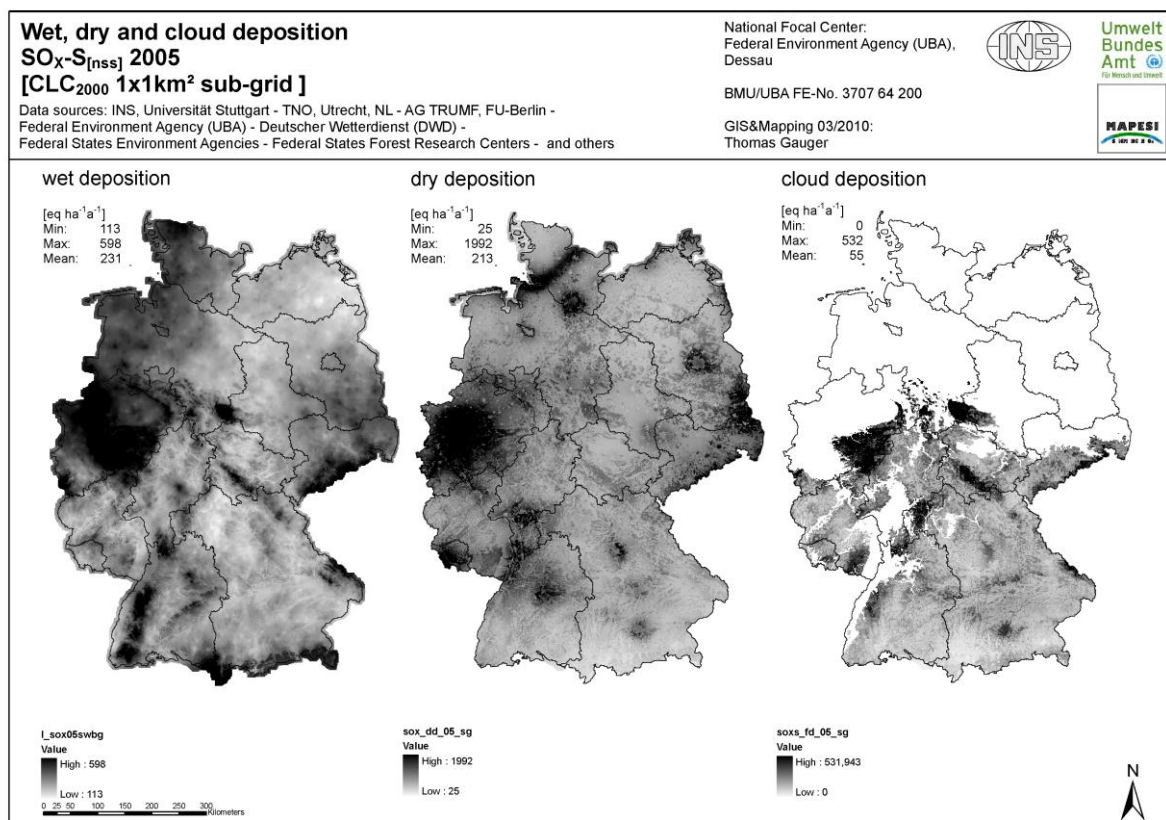 Wet, dry and cloud deposition
SOX-S[nss] 2005
[CLC2000 1x1km² sub-grid ]
Data sources: INS, Universität Stuttgart - TNO, Utrecht, NL - AG TRUMF, FU-Berlin -
Federal Environment Agency (UBA) - Deutscher Wetterdienst (DWD) -
Federal States Environment Agencies - Federal States Forest Research Centers - and others
National Focal Center:
Federal Environment Agency (UBA),
Dessau
BMU/UBA FE-No. 3707 64 200
GIS&Mapping 03/2010:
Thomas Gauger
INS
Umwelt
Bundes
Amt
Für Mensch und Umwelt
MAPESI
wet deposition
[eq ha-1a-1]
Min: 113
Max: 598
Mean: 231
dry deposition
[eq ha-1a-1]
Min: 25
Max: 1992
Mean: 213
cloud deposition
[eq ha-1a-1]
Min: 0
Max: 532
Mean: 55
l_sox05swbg
Value
High : 598
Low : 113
0 25 50 100 150 200 250 300
Kilometers
sox_dd_05_sg
Value
High : 1992
Low : 25
soxs_fd_05_sg
Value
High : 531,943
Low : 0
N